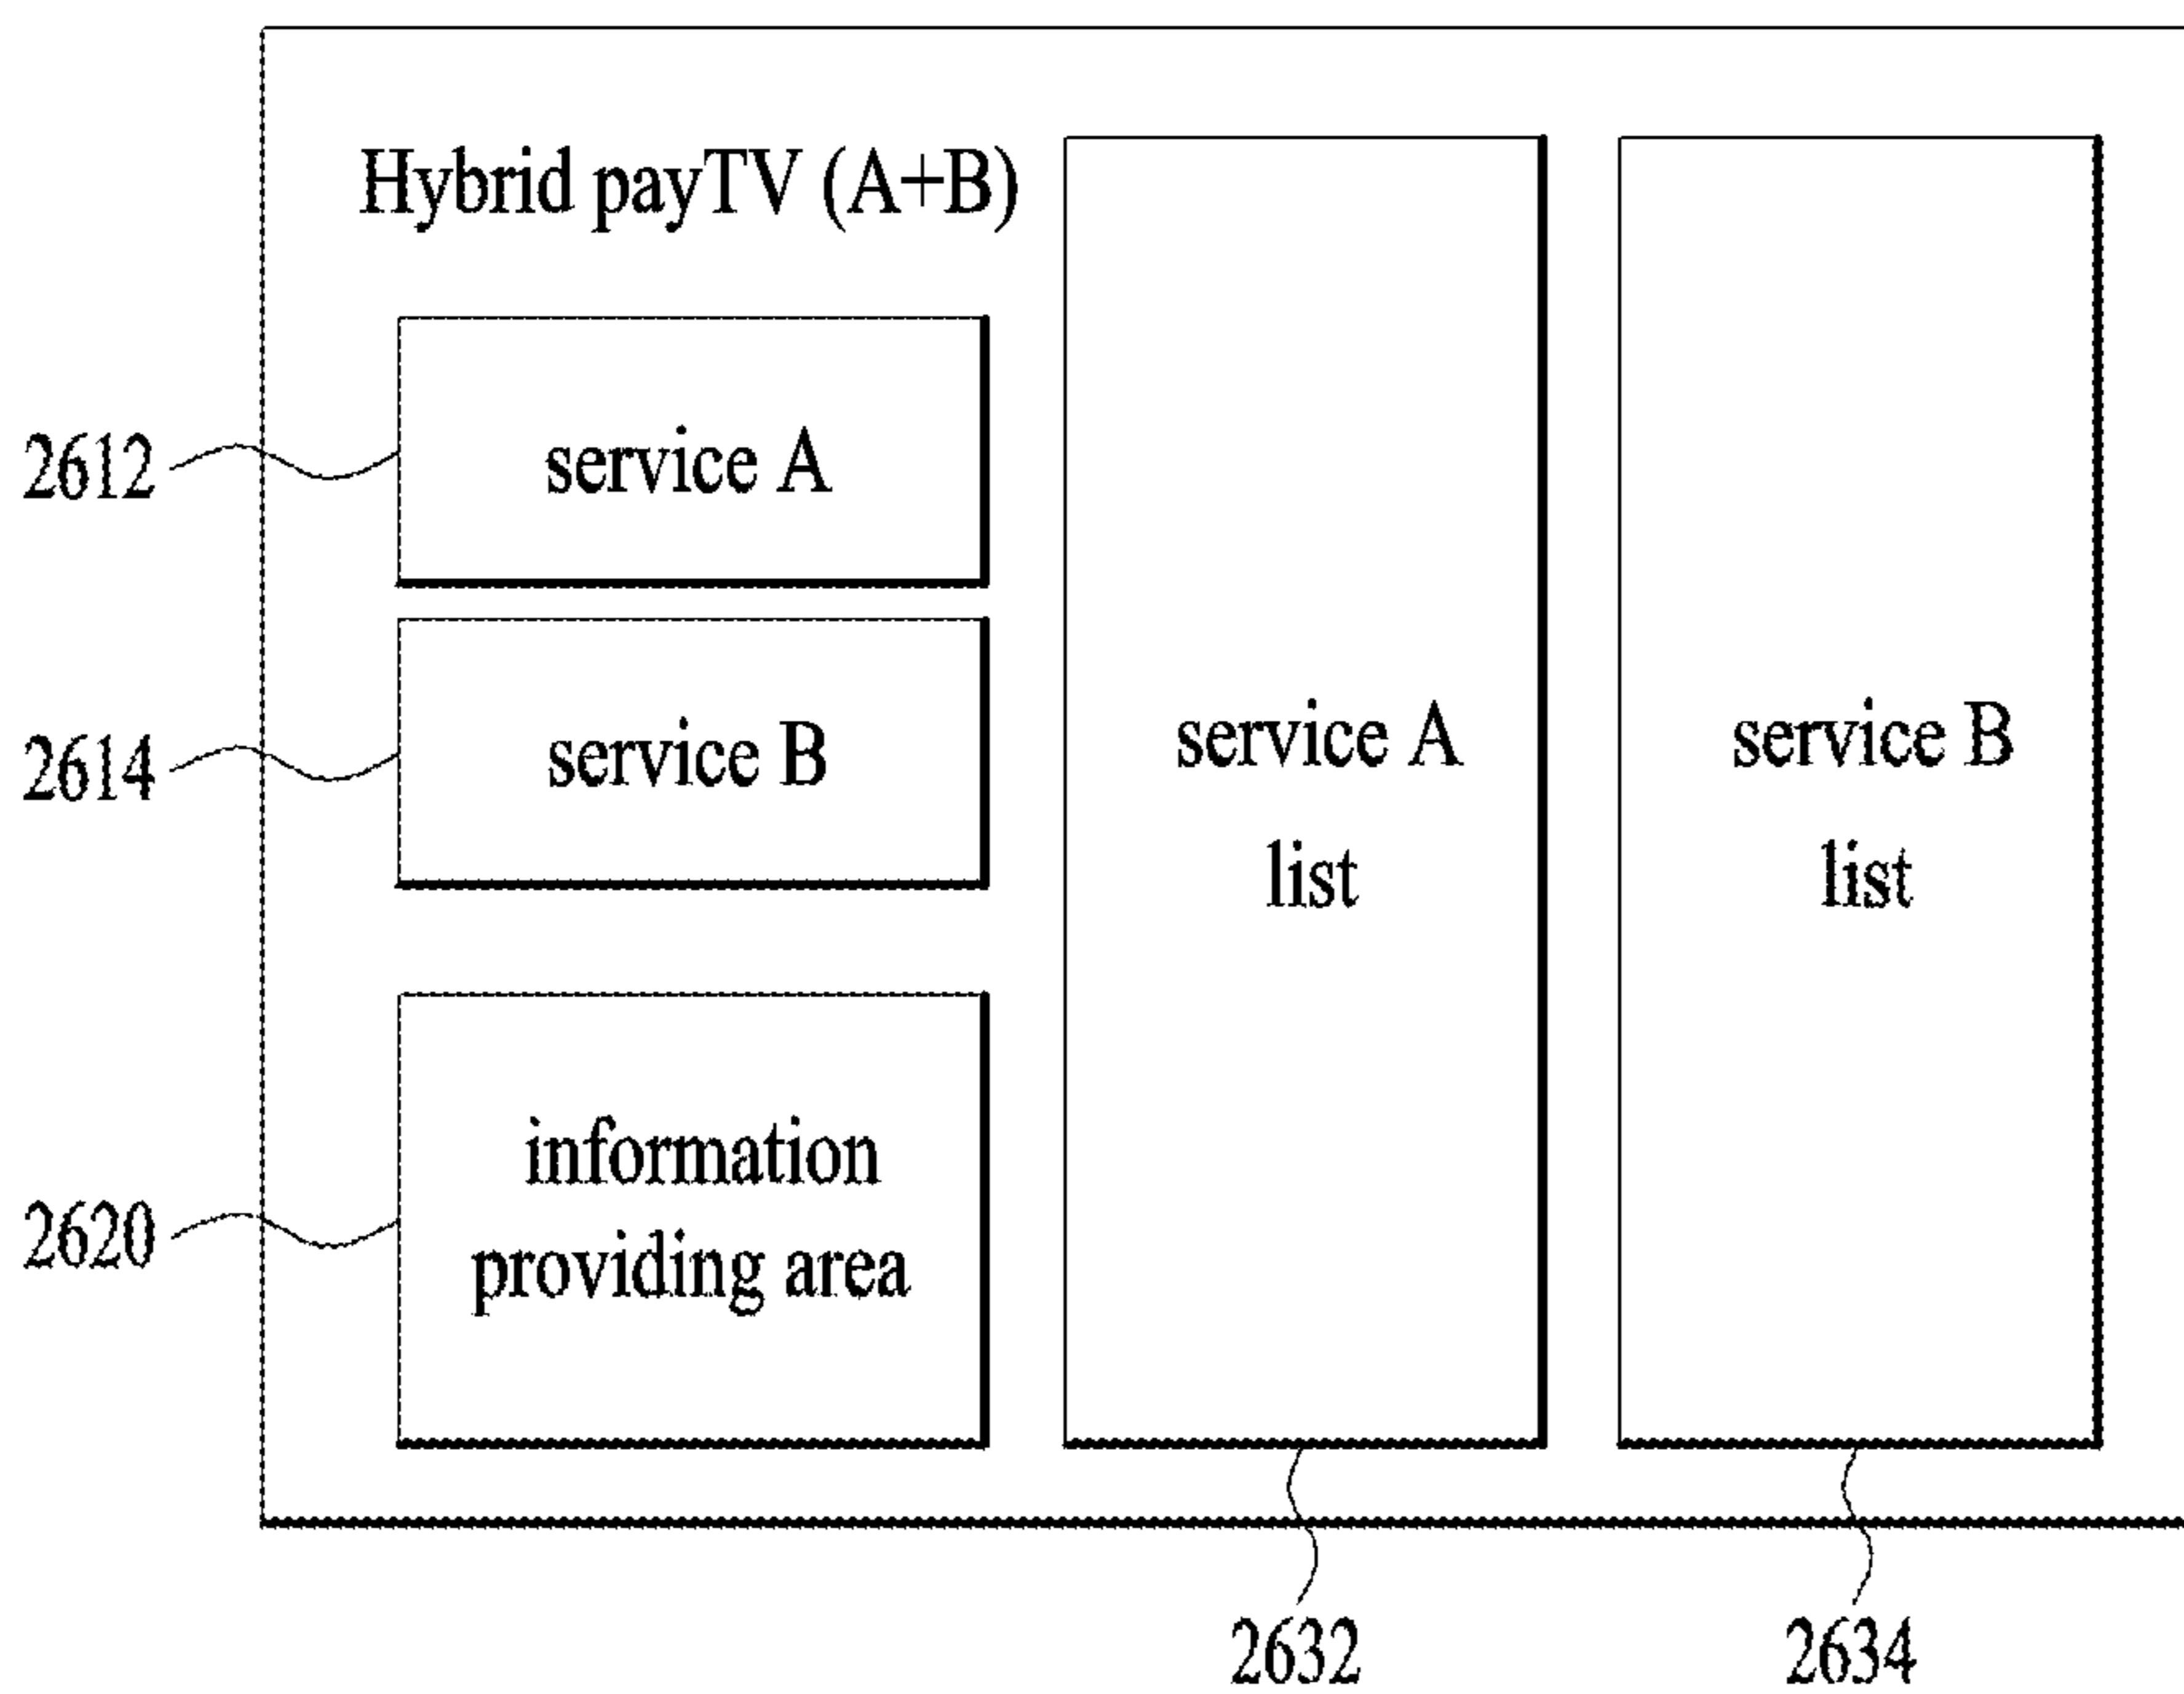 Hybrid payTV (A+B)
2612
service A
2614
service B
2620
information
providing area
service A
list
service B
list
2632
2634